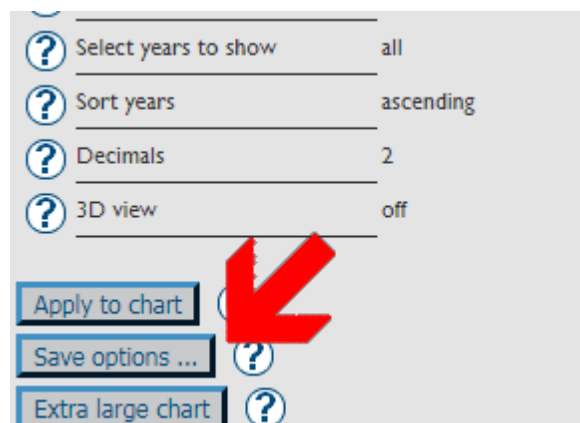 ? Select years to show all
? Sort years ascending
? Decimals 2
? 3D view off
Apply to chart
Save options ... ?
Extra large chart ?